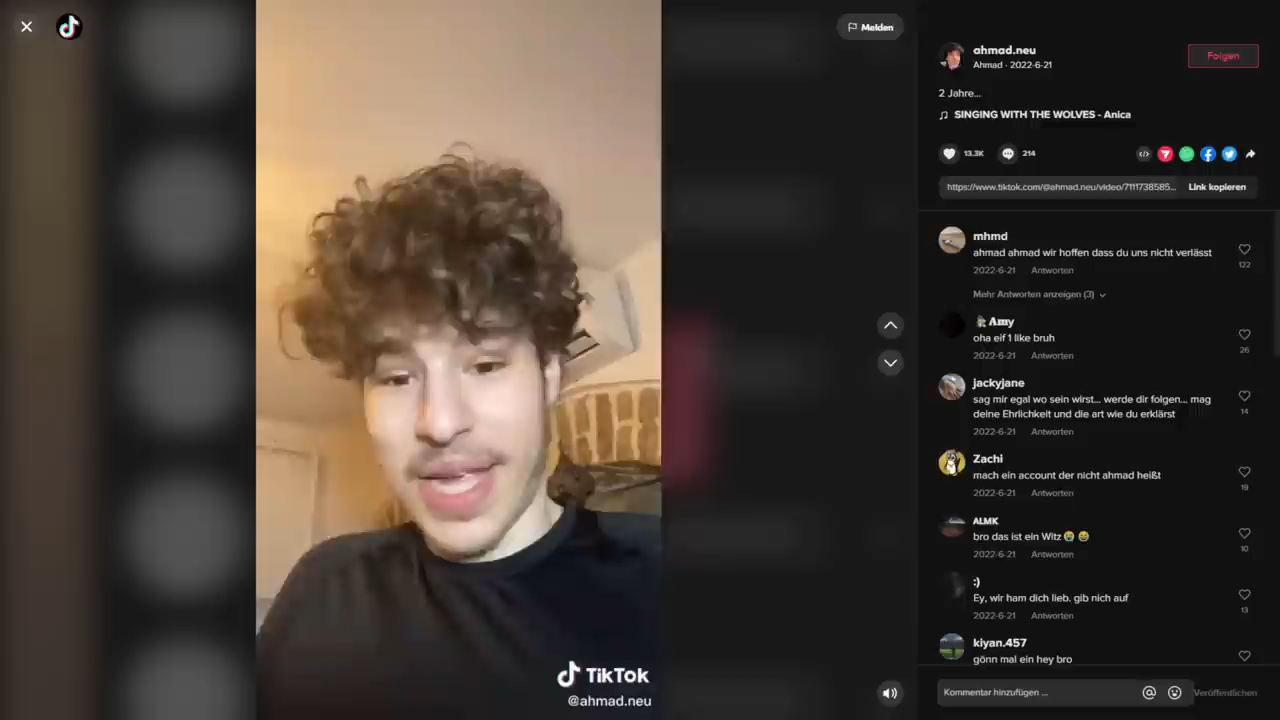 Melden
ahmad.neu
Ahmad · 2022-6-21
Folgen
2 Jahre...
SINGING WITH THE WOLVES - Anica
13.3K
214
https://www.tiktok.com/@ahmad.neu/video/7111738585...
Link kopieren
mhmd
ahmad ahmad wir hoffen dass du uns nicht verlässt
122
2022-6-21 Antworten
Mehr Antworten anzeigen (3)
Amy
oha eif 1 like bruh
26
2022-6-21 Antworten
jackyjane
sag mir egal wo sein wirst... werde dir folgen... mag
deine Ehrlichkeit und die art wie du erklärst
14
2022-6-21 Antworten
Zachi
mach ein account der nicht ahmad heißt
19
2022-6-21 Antworten
ALMK
bro das ist ein Witz 😭 😂
10
2022-6-21 Antworten
:)
Ey, wir ham dich lieb. gib nich auf
13
2022-6-21 Antworten
kiyan.457
gönn mal ein hey bro
TikTok
@ahmad.neu
Kommentar hinzufügen ...
Veröffentlichen